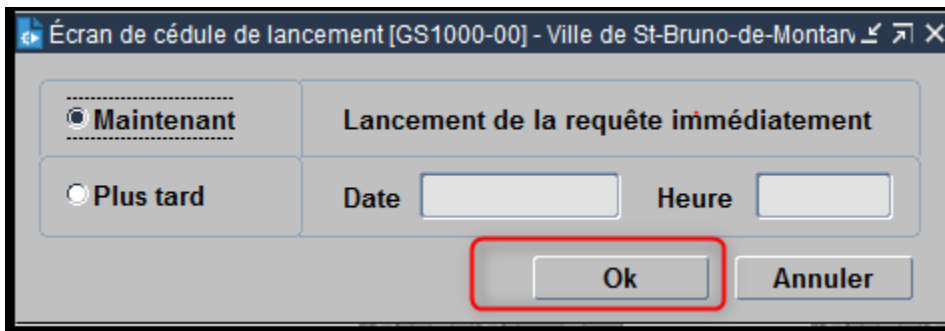 Écran de cédule de lancement [GS1000-00] - Ville de St-Bruno-de-Montarv
Maintenant Lancement de la requête immédiatement
Plus tard Date Heure
Ok Annuler